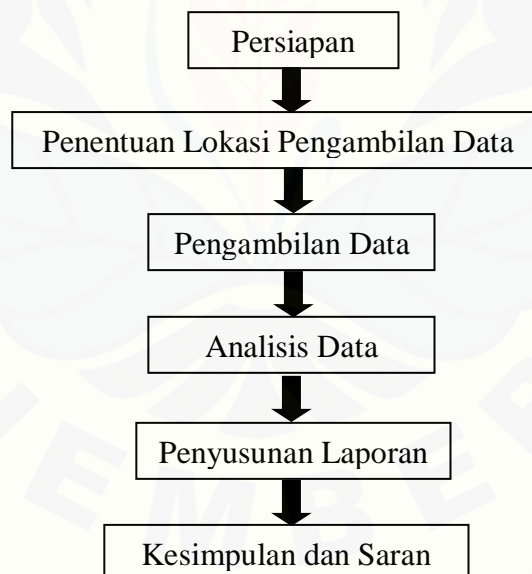 Persiapan
Penentuan Lokasi Pengambilan Data
Pengambilan Data
Analisis Data
Penyusunan Laporan
Kesimpulan dan Saran